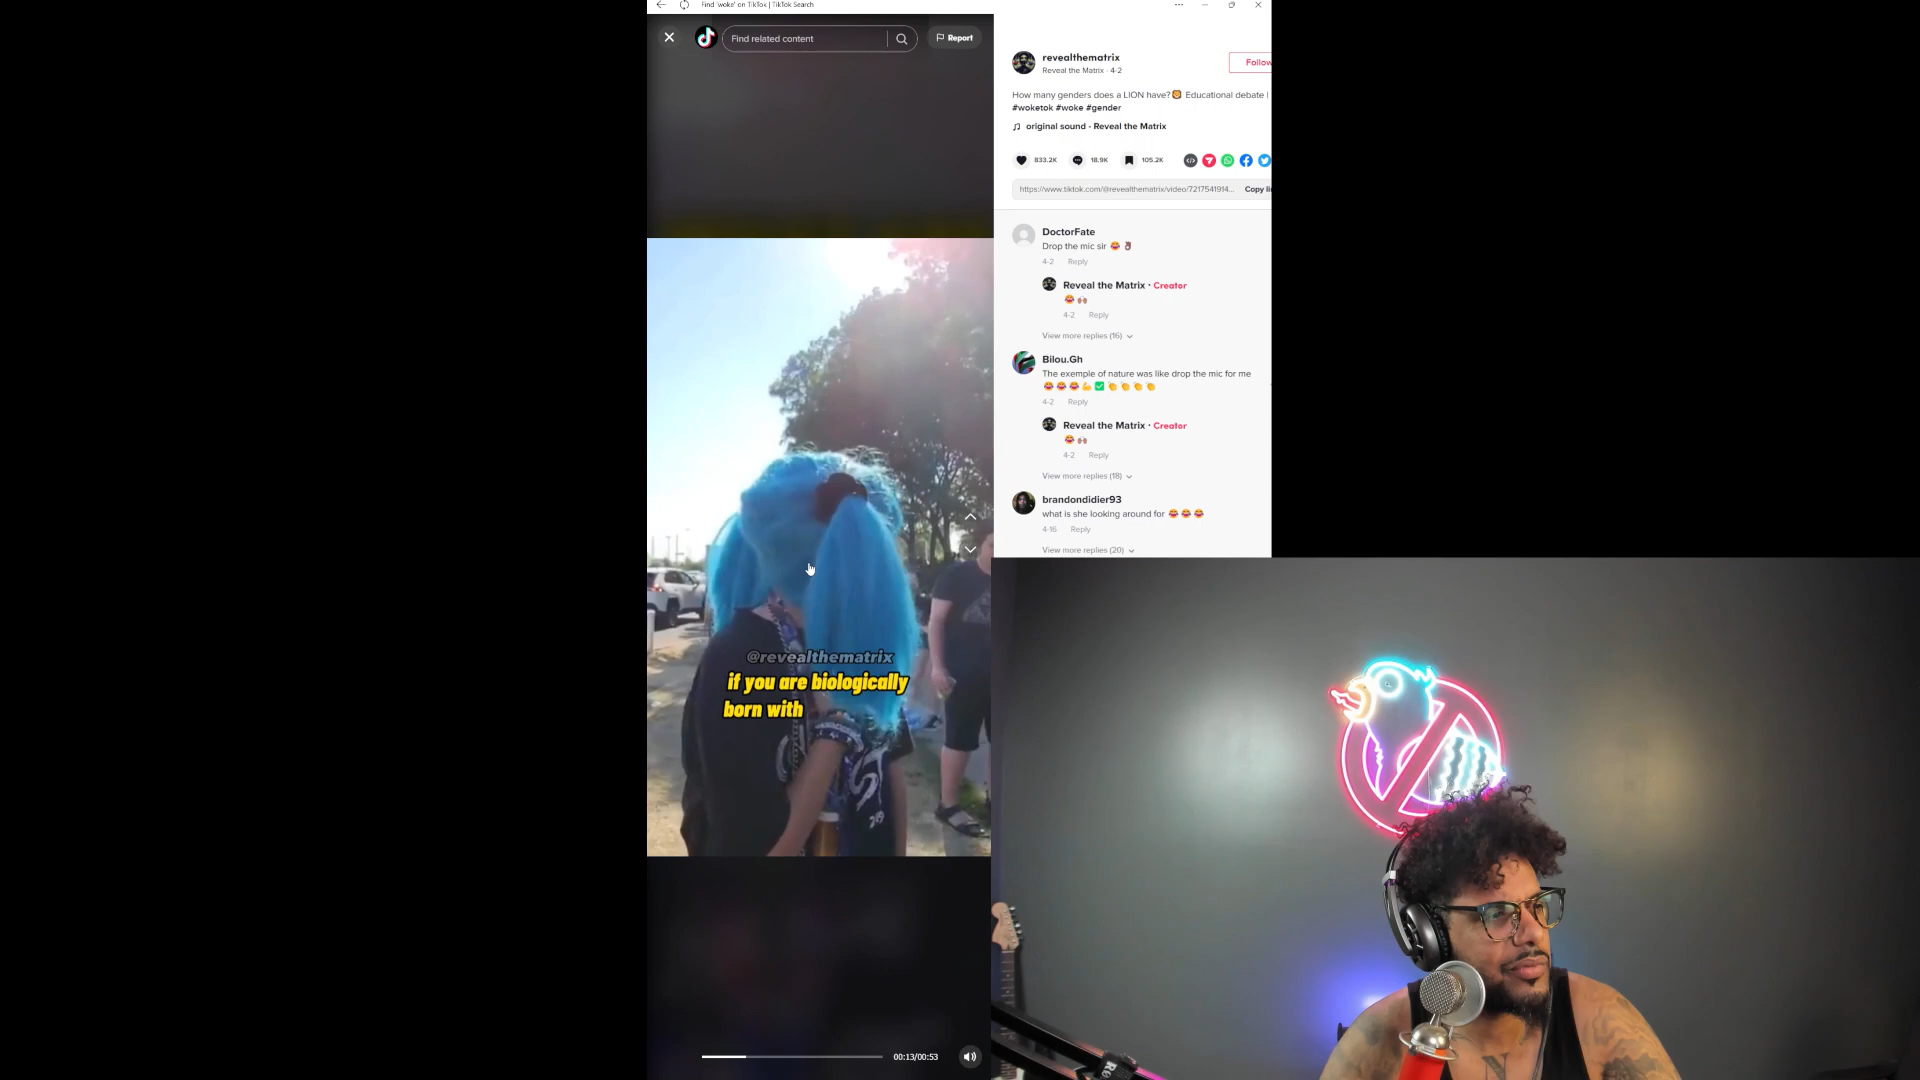 Find 'woke' on TikTok | TikTok Search
Find related content
Report
revealthematrix
Reveal the Matrix · 4-2
Follow
How many genders does a LION have?🦁 Educational debate |
#woketok #woke #gender
original sound - Reveal the Matrix
833.2K
18.9K
105.2K
https://www.tiktok.com/@revealthematrix/video/7217541914...
Copy li
DoctorFate
Drop the mic sir 😂
4-2 Reply
Reveal the Matrix · Creator
4-2 Reply
View more replies (16)
Bilou.Gh
The exemple of nature was like drop the mic for me
😂😂😂💪✅👏👏👏👏
4-2 Reply
Reveal the Matrix · Creator
4-2 Reply
View more replies (18)
brandondidier93
what is she looking around for 😂😂😂
4-16 Reply
View more replies (20)
@revealthematrix
if you are biologically
born with
00:13/00:53